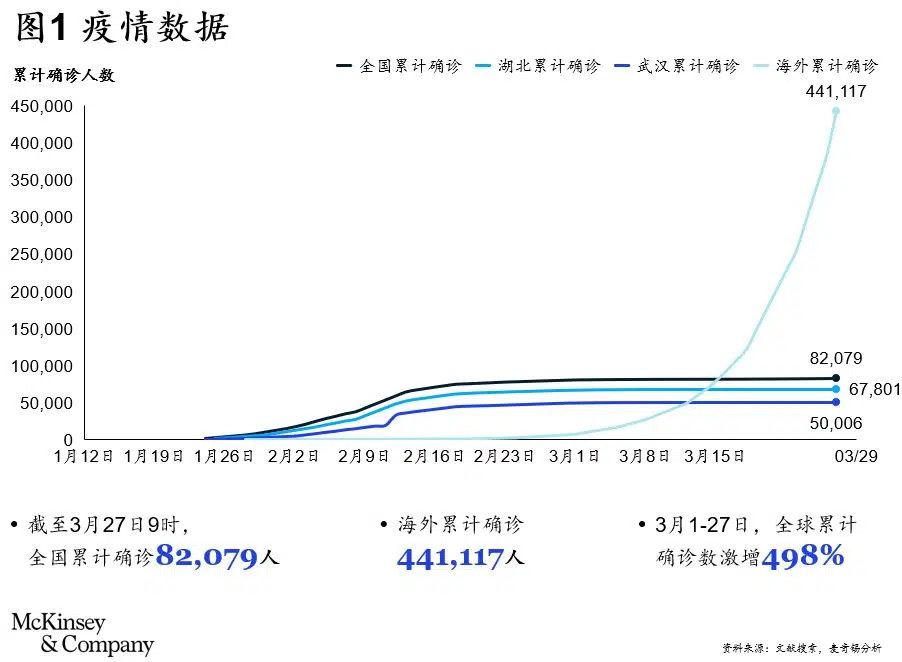 图1 疫情数据
累计确诊人数
全国累计确诊 湖北累计确诊 武汉累计确诊 海外累计确诊
441,117
450,000
400,000
350,000
300,000
250,000
200,000
150,000
100,000
50,000
0
82,079
67,801
50,006
1月12日 1月19日 1月26日 2月2日 2月9日 2月16日 2月23日 3月1日 3月8日 3月15日 03/29
• 截至3月27日9时，
全国累计确诊82,079人
• 海外累计确诊
441,117人
• 3月1-27日，全球累计
确诊数激增498%
McKinsey
& Company
资料来源：文献搜索，麦肯锡分析